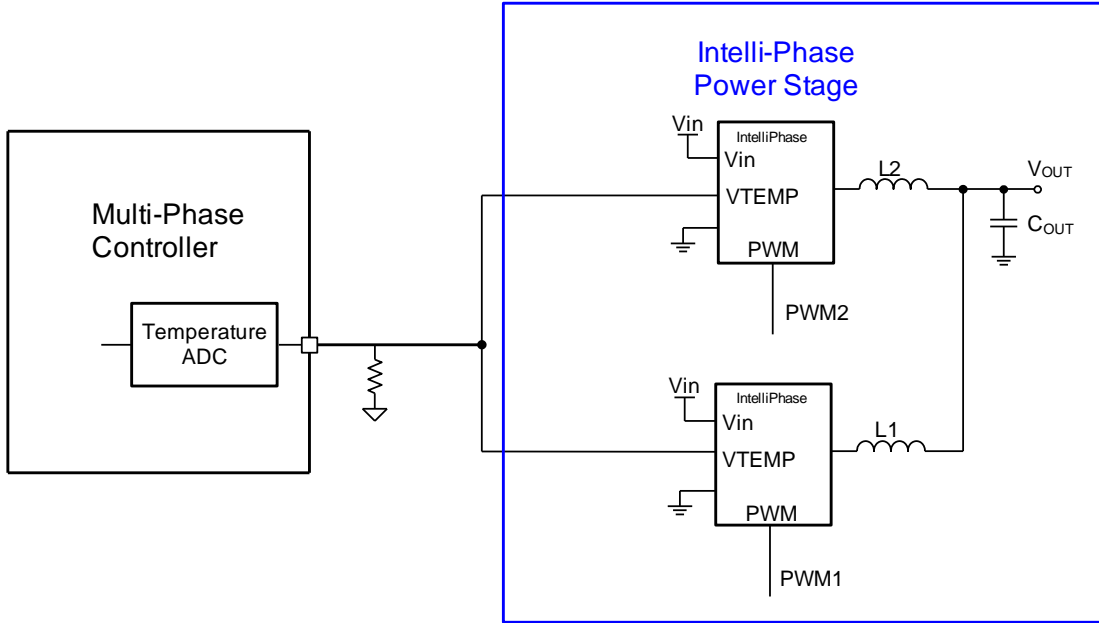 Intelli-Phase
Power Stage
Multi-Phase
Controller
Temperature
ADC
Vin
IntelliPhase
Vin
VTEMP
PWM
PWM2
L2
VOUT
COUT
Vin
IntelliPhase
Vin
VTEMP
PWM
PWM1
L1